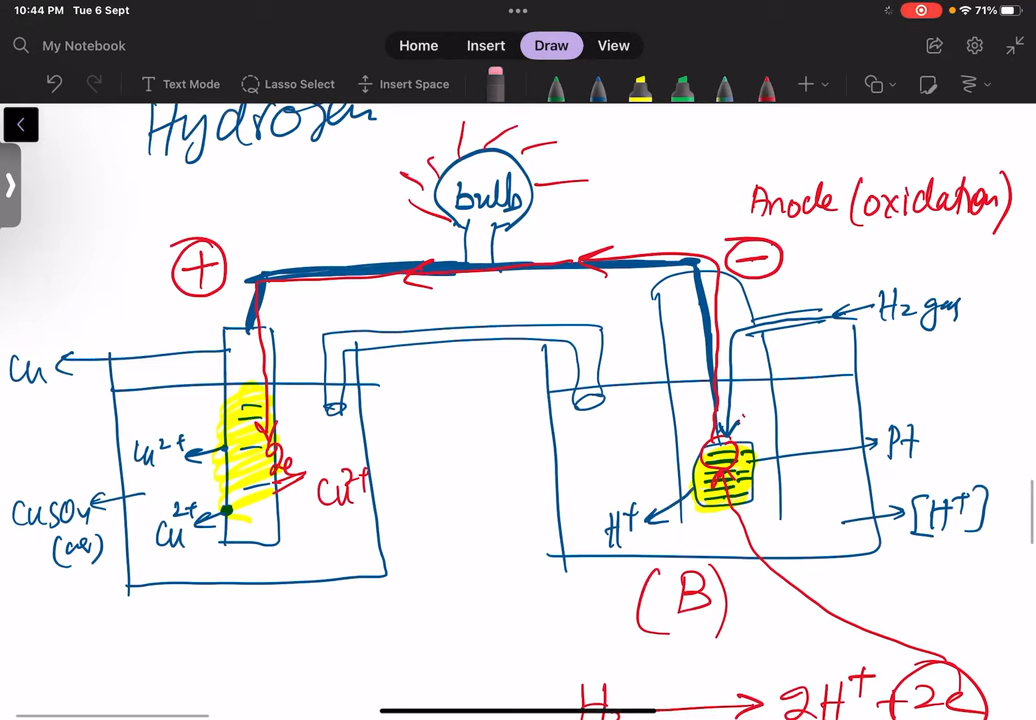 10:44 PM Tue 6 Sept
71%
My Notebook
Home Insert Draw View
Text Mode Lasso Select Insert Space
Hydrogen
bulb
Anode (oxidation)
+
−
H2 gas
Cu
Cu2+
2e
Cu2+
Pt
CuSO4
Cu2+
H+
[H+]
(B)
H2 → 2H+ + 2e